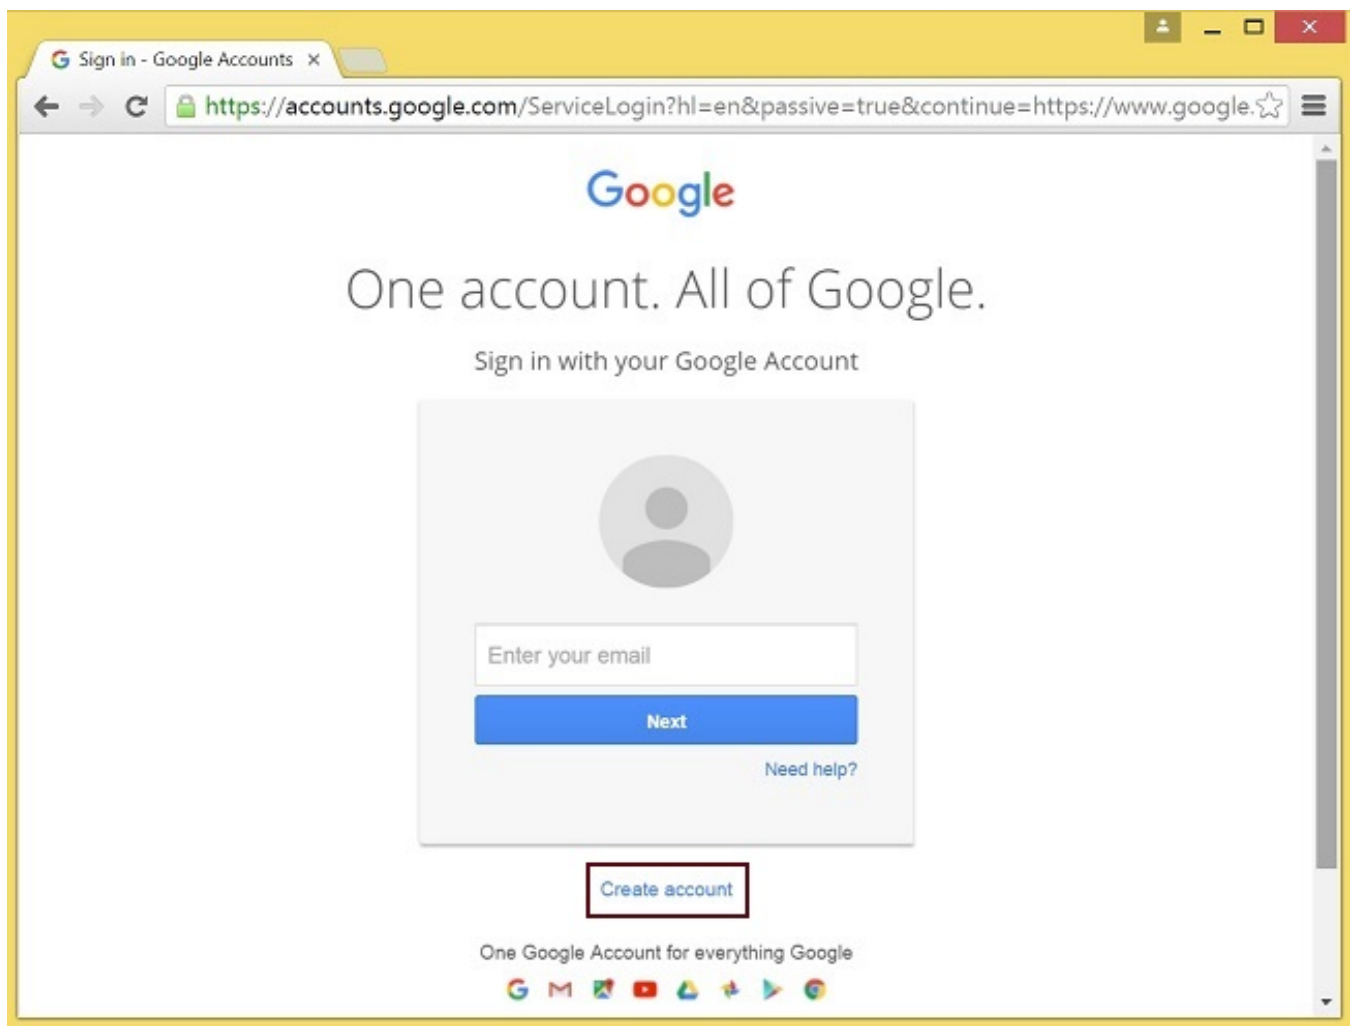 Sign in - Google Accounts
https://accounts.google.com/ServiceLogin?hl=en&passive=true&continue=https://www.google.
Google
One account. All of Google.
Sign in with your Google Account
Enter your email
Next
Need help?
Create account
One Google Account for everything Google